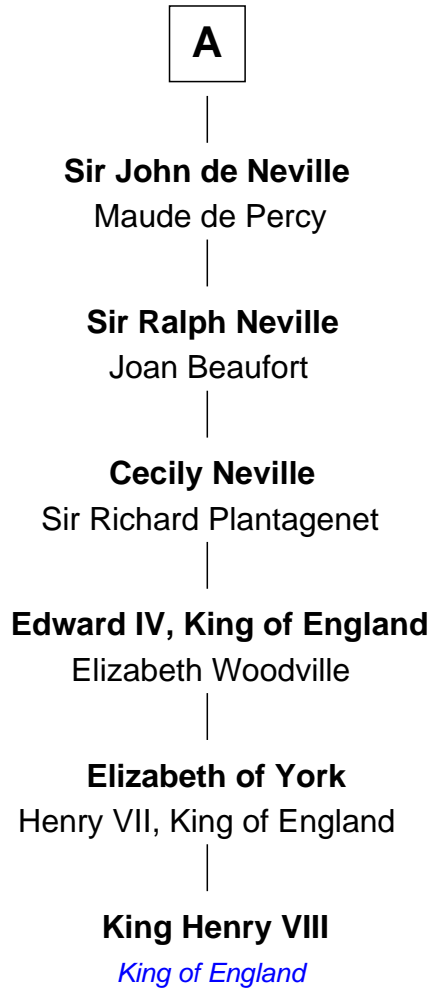 A
Sir John de Neville
Maude de Percy
Sir Ralph Neville
Joan Beaufort
Cecily Neville
Sir Richard Plantagenet
Edward IV, King of England
Elizabeth Woodville
Elizabeth of York
Henry VII, King of England
King Henry VIII
King of England